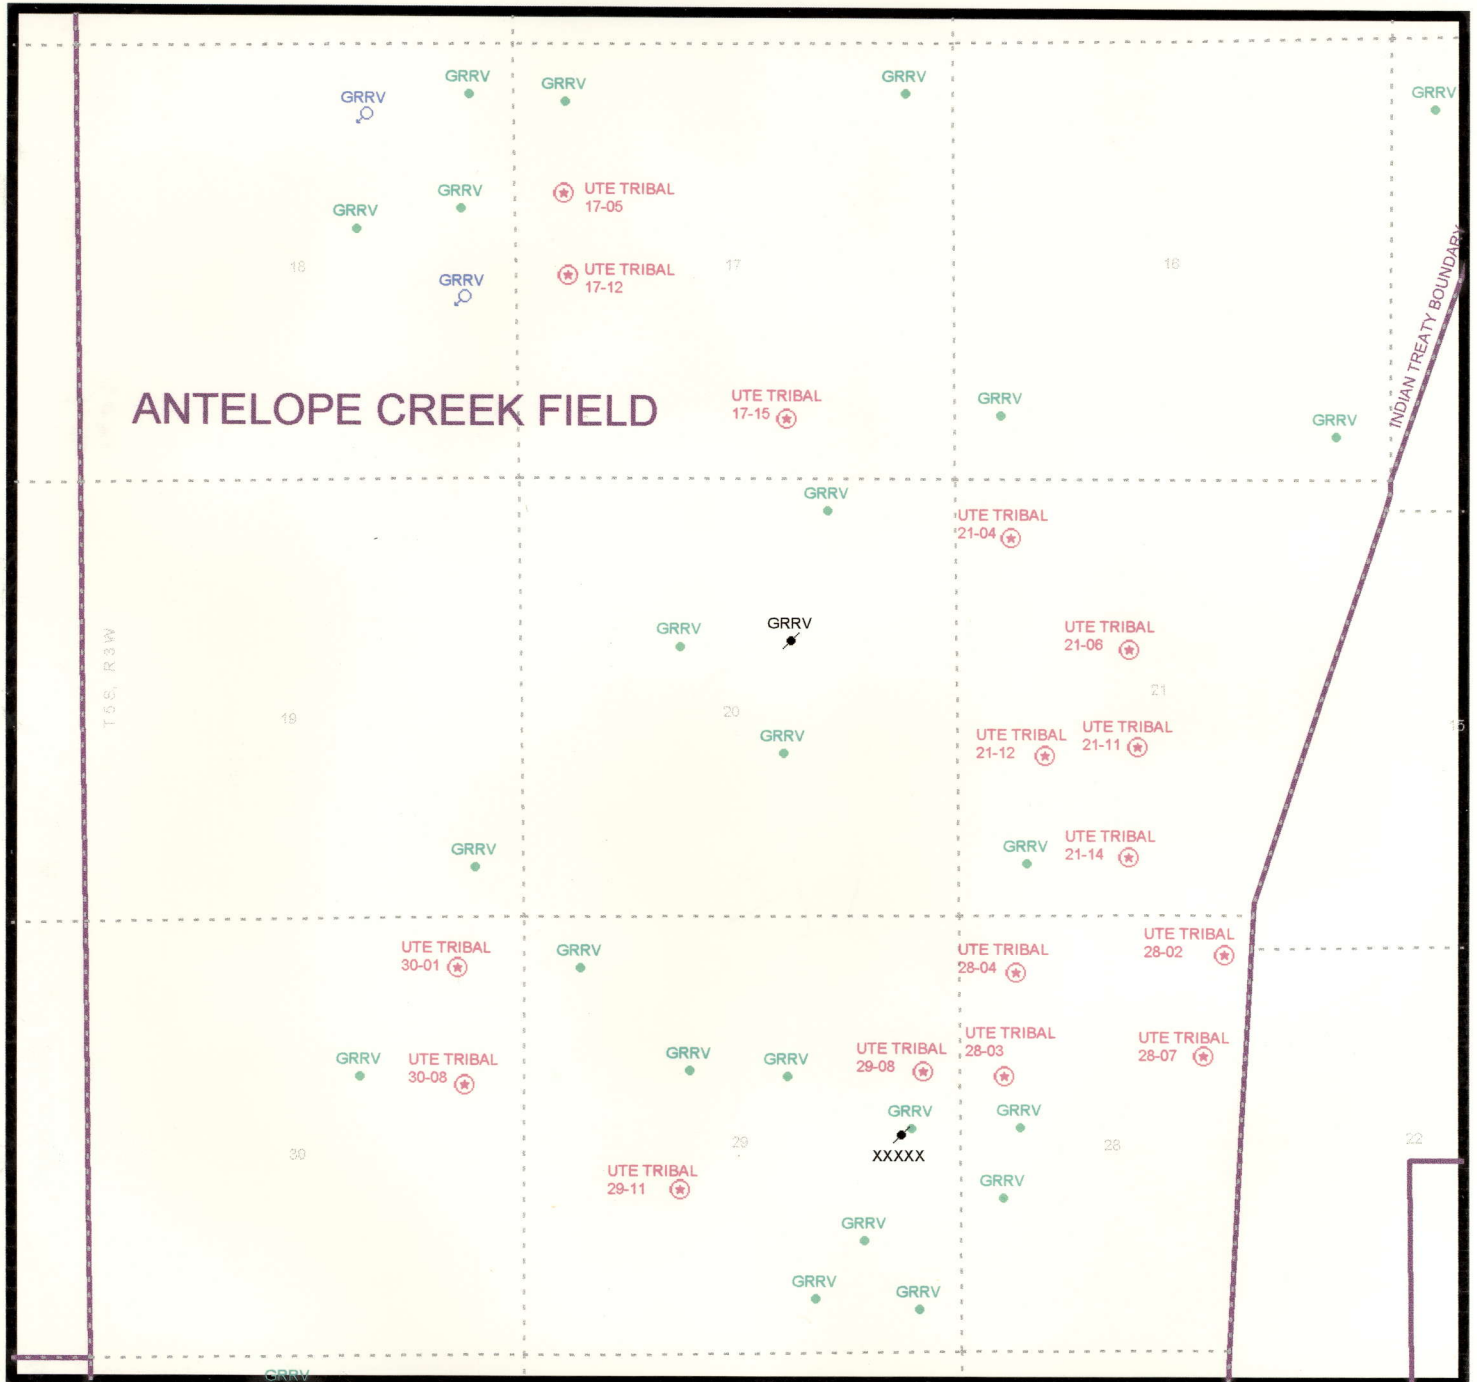 GRRV
GRRV
GRRV
GRRV
GRRV
GRRV
GRRV
UTE TRIBAL
17-05
18
17
16
GRRV
UTE TRIBAL
17-12
INDIAN TREATY BOUNDARY
ANTELOPE CREEK FIELD
UTE TRIBAL
17-15
GRRV
GRRV
GRRV
UTE TRIBAL
21-04
T5S, R3W
GRRV
GRRV
UTE TRIBAL
21-06
19
20
21
15
GRRV
UTE TRIBAL
21-12
UTE TRIBAL
21-11
GRRV
GRRV
UTE TRIBAL
21-14
UTE TRIBAL
30-01
GRRV
UTE TRIBAL
28-04
UTE TRIBAL
28-02
GRRV
UTE TRIBAL
30-08
GRRV
GRRV
UTE TRIBAL
29-08
UTE TRIBAL
28-03
UTE TRIBAL
28-07
GRRV
XXXXX
GRRV
30
29
28
22
UTE TRIBAL
29-11
GRRV
GRRV
GRRV
GRRV
GRRV